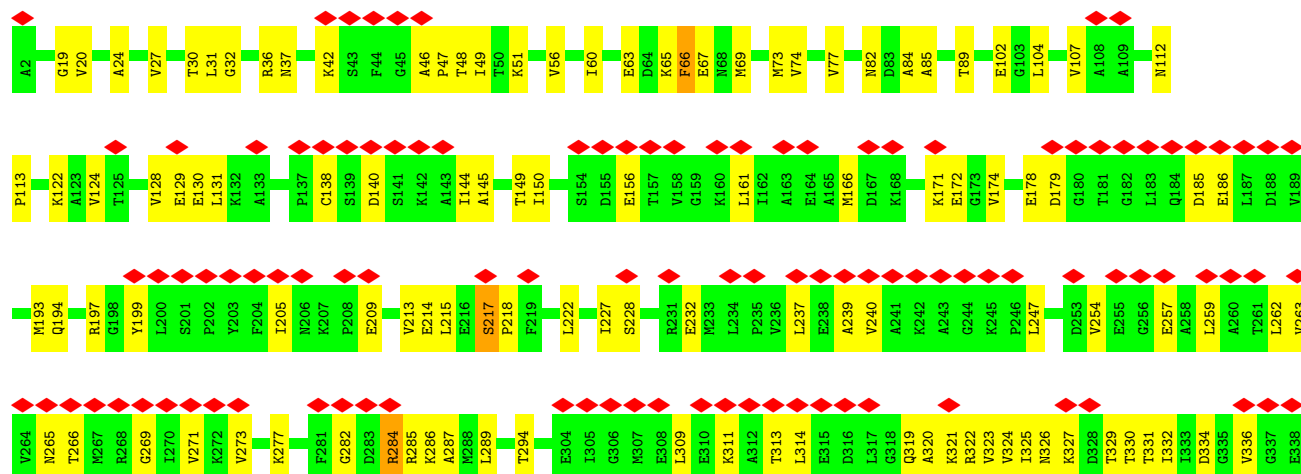 A2 G19 V20 A24 V27 T30 L31 G32 R36 N37 K42 S43 F44 G45 A46 P47 T48 I49 T50 K51 V56 I60 E63 D64 K65 F66 E67 N68 M69 M73 V74 V77 N82 D83 A84 A85 T89 E102 G103 L104 V107 A108 A109 N112
P113 K122 A123 V124 T125 V128 E129 E130 L131 K132 A133 P137 C138 S139 D140 S141 K142 A143 I144 A145 T149 I150 S154 D155 E156 T157 V158 G159 K160 L161 I162 A163 E164 A165 M166 D167 K168 K171 E172 G173 V174 E178 D179 G180 T181 G182 L183 Q184 D185 E186 L187 D188 V189
M193 Q194 R197 G198 Y199 L200 S201 P202 Y203 F204 I205 N206 K207 P208 E209 V213 E214 L215 E216 S217 P218 F219 L222 I227 S228 R231 E232 M233 L234 P235 V236 L237 E238 A239 V240 A241 K242 A243 G244 K245 P246 L247 D253 V254 E255 G256 E257 A258 L259 A260 T261 L262 V263
V264 N265 T266 M267 R268 G269 I270 V271 K272 V273 K277 F281 G282 D283 R284 R285 K286 A287 M288 L289 T294 E304 I305 G306 M307 E308 L309 E310 K311 A312 T313 L314 E315 D316 L317 G318 Q319 A320 K321 R322 V323 V324 I325 N326 K327 D328 T329 T330 T331 I332 I333 D334 G335 V336 G337 E338